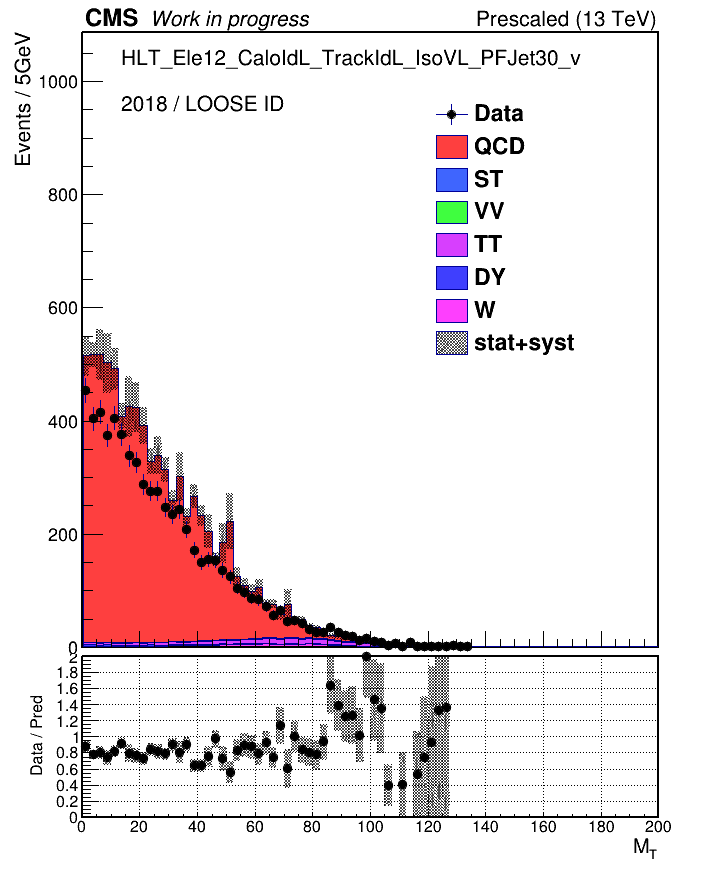 CMS Work in progress Prescaled (13 TeV)
Events / 5GeV
HLT_Ele12_CaloIdL_TrackIdL_IsoVL_PFJet30_v
2018 / LOOSE ID
Data
QCD
ST
VV
TT
DY
W
stat+syst
1000
800
600
400
200
0
Data / Pred
2
1.8
1.6
1.4
1.2
1
0.8
0.6
0.4
0.2
0
0 20 40 60 80 100 120 140 160 180 200
M_T